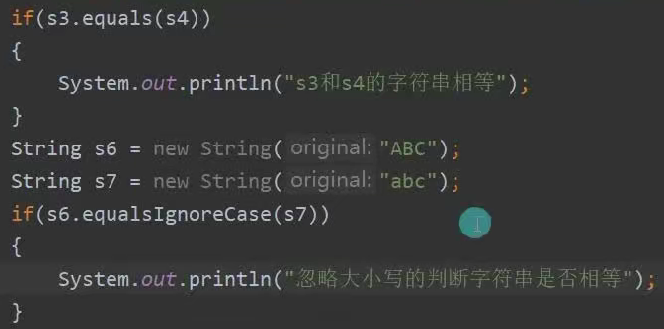 if(s3.equals(s4))
{
System.out.println("s3和s4的字符串相等");
}
String s6 = new String( original: "ABC");
String s7 = new String( original: "abc");
if(s6.equalsIgnoreCase(s7))
{
System.out.println("忽略大小写的判断字符串是否相等");
}